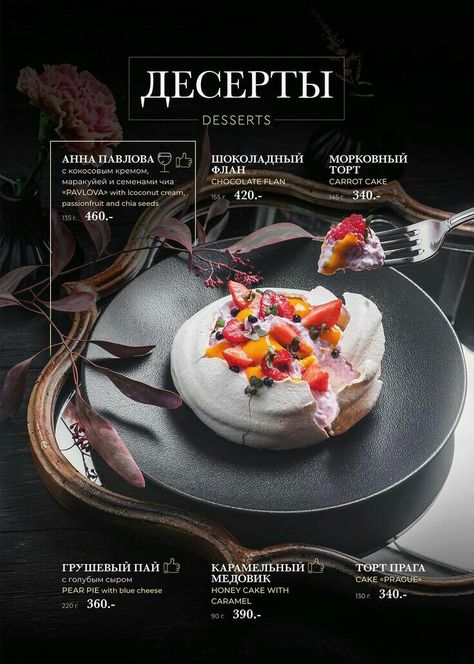 ДЕСЕРТЫ
DESSERTS
АННА ПАВЛОВА
с кокосовым кремом,
маракуйей и семенами чиа
«PAVLOVA» with lcoconut cream,
passionfruit and chia seeds
135 г. 460.-
ШОКОЛАДНЫЙ
ФЛАН
CHOCOLATE FLAN
155 г. 420.-
МОРКОВНЫЙ
ТОРТ
CARROT CAKE
145 г. 340.-
ГРУШЕВЫЙ ПАЙ
с голубым сыром
PEAR PIE with blue cheese
220 г. 360.-
КАРАМЕЛЬНЫЙ
МЕДОВИК
HONEY CAKE WITH
CARAMEL
90 г. 390.-
ТОРТ ПРАГА
CAKE «PRAGUE»
130 г. 340.-